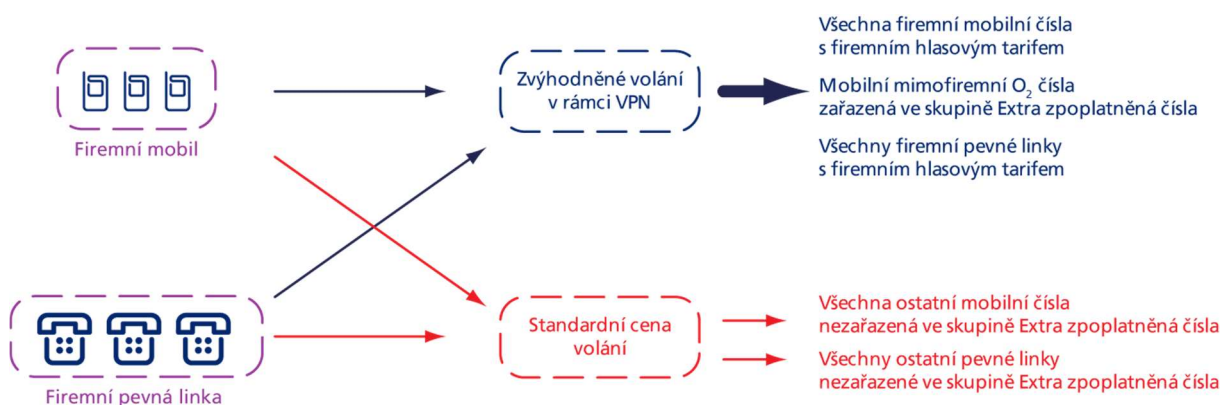 Firemní mobil
Zvýhodněné volání
v rámci VPN
Všechna firemní mobilní čísla
s firemním hlasovým tarifem
Mobilní mimofiremní O2 čísla
zařazená ve skupině Extra zpoplatněná čísla
Všechny firemní pevné linky
s firemním hlasovým tarifem
Firemní pevná linka
Standardní cena
volání
Všechna ostatní mobilní čísla
nezařazená ve skupině Extra zpoplatněná čísla
Všechny ostatní pevné linky
nezařazené ve skupině Extra zpoplatněná čísla